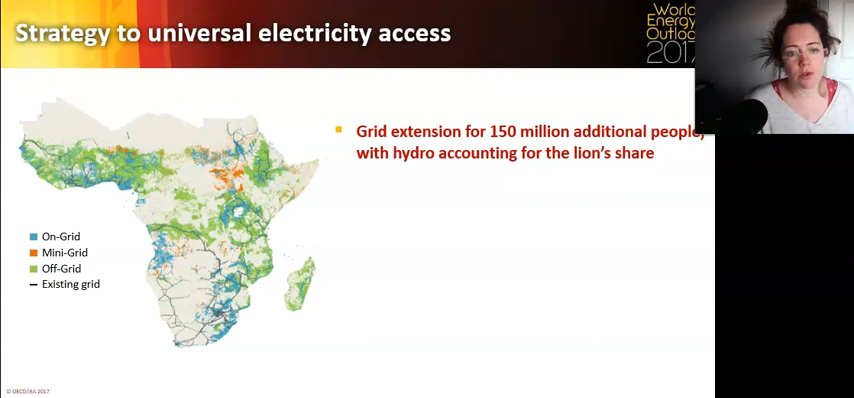 Strategy to universal electricity access
World
Energy
Outloo
2017
Grid extension for 150 million additional people,
with hydro accounting for the lion's share
On-Grid
Mini-Grid
Off-Grid
Existing grid
© OECD/IEA 2017